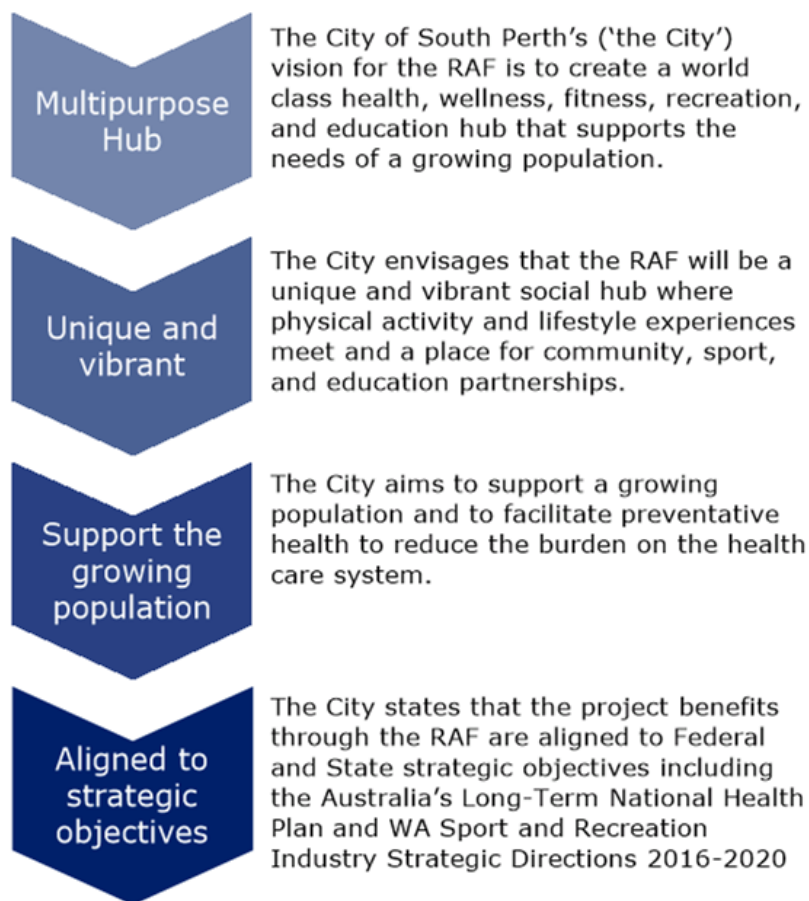 Multipurpose
Hub
The City of South Perth’s (‘the City’)
vision for the RAF is to create a world
class health, wellness, fitness, recreation,
and education hub that supports the
needs of a growing population.
Unique and
vibrant
The City envisages that the RAF will be a
unique and vibrant social hub where
physical activity and lifestyle experiences
meet and a place for community, sport,
and education partnerships.
Support the
growing
population
The City aims to support a growing
population and to facilitate preventative
health to reduce the burden on the health
care system.
Aligned to
strategic
objectives
The City states that the project benefits
through the RAF are aligned to Federal
and State strategic objectives including
the Australia’s Long-Term National Health
Plan and WA Sport and Recreation
Industry Strategic Directions 2016-2020